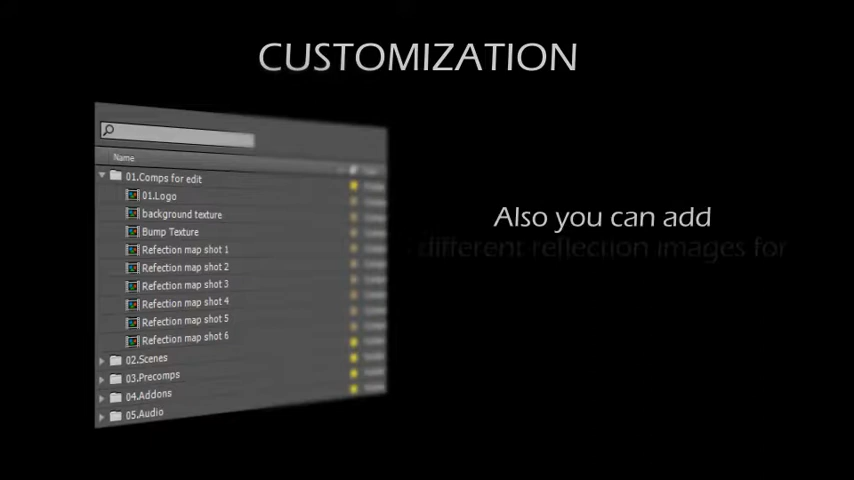 CUSTOMIZATION
Name
01.Comps for edit
01.Logo
background texture
Bump Texture
Refection map shot 1
Refection map shot 2
Refection map shot 3
Refection map shot 4
Refection map shot 5
Refection map shot 6
02.Scenes
03.Precomps
04.Addons
05.Audio
Also you can add
different reflection images for